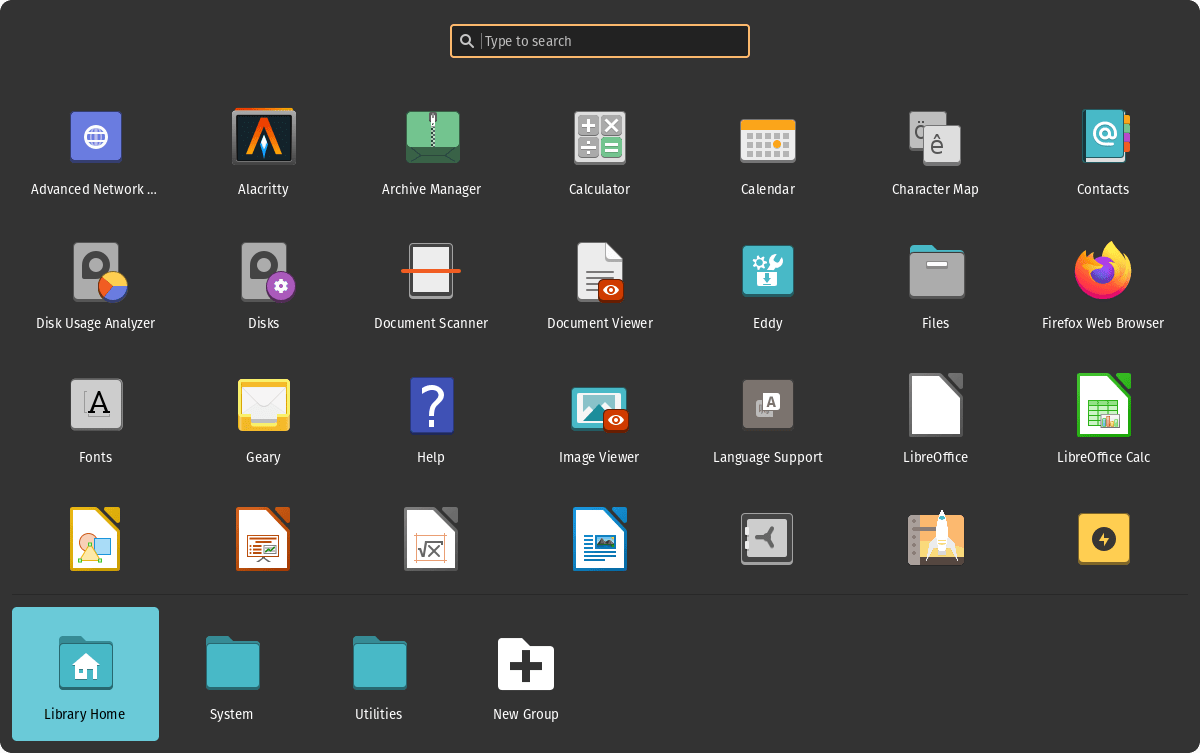 Type to search
Advanced Network ...
Alacritty
Archive Manager
Calculator
Calendar
Character Map
Contacts
Disk Usage Analyzer
Disks
Document Scanner
Document Viewer
Eddy
Files
Firefox Web Browser
Fonts
Geary
Help
Image Viewer
Language Support
LibreOffice
LibreOffice Calc
Library Home
System
Utilities
New Group